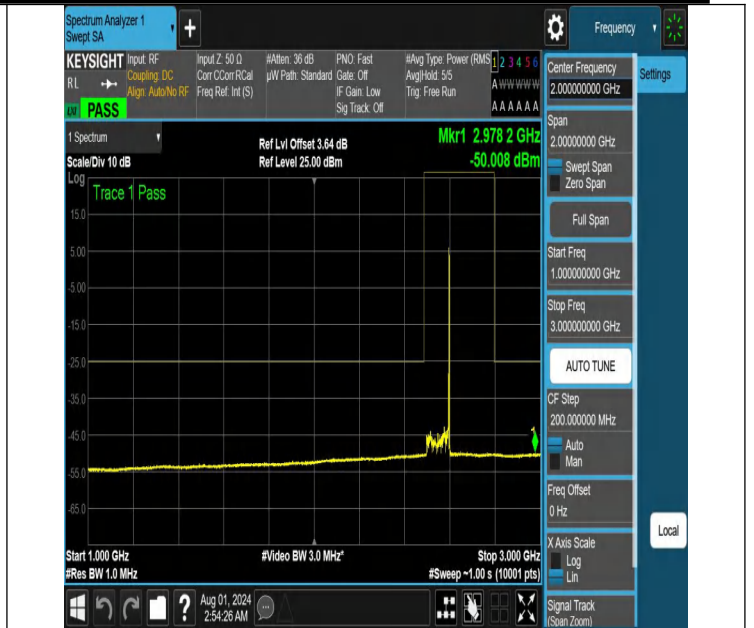 Spectrum Analyzer 1
Swept SA
+
Frequency
KEYSIGHT
RL
LXI
PASS
Input: RF
Coupling: DC
Align: Auto/No RF
Input Z: 50 Ω
Corr CCorr RCal
Freq Ref: Int (S)
#Atten: 36 dB
µW Path: Standard
PNO: Fast
Gate: Off
IF Gain: Low
Sig Track: Off
#Avg Type: Power (RMS
Avg|Hold: 5/5
Trig: Free Run
1 2 3 4 5 6
A W W W W W
A A A A A A
1 Spectrum
Scale/Div 10 dB
Ref Lvl Offset 3.64 dB
Ref Level 25.00 dBm
Mkr1 2.978 2 GHz
-50.008 dBm
Log
Trace 1 Pass
15.0
5.00
-5.00
-15.0
-25.0
-35.0
-45.0
-55.0
-65.0
1
Start 1.000 GHz
#Res BW 1.0 MHz
#Video BW 3.0 MHz*
Stop 3.000 GHz
#Sweep ~1.00 s (10001 pts)
?
Aug 01, 2024
2:54:26 AM
Center Frequency
2.000000000 GHz
Settings
Span
2.00000000 GHz
Swept Span
Zero Span
Full Span
Start Freq
1.000000000 GHz
Stop Freq
3.000000000 GHz
AUTO TUNE
CF Step
200.000000 MHz
Auto
Man
Freq Offset
0 Hz
X Axis Scale
Log
Lin
Local
Signal Track
(Span Zoom)